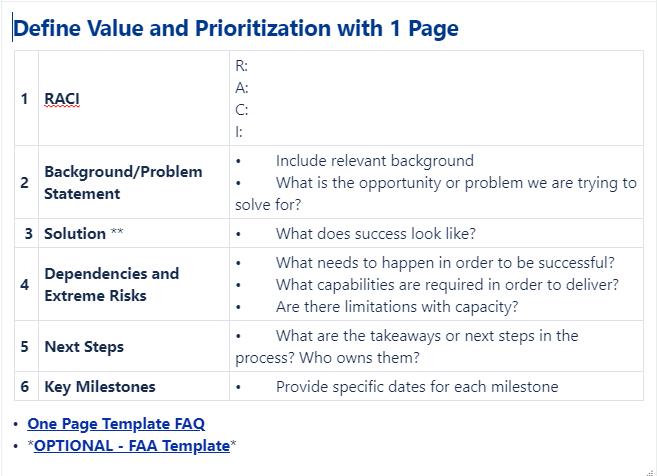 Define Value and Prioritization with 1 Page
1 RACI
R:
A:
C:
I:
2 Background/Problem Statement
• Include relevant background
• What is the opportunity or problem we are trying to
solve for?
3 Solution ** • What does success look like?
4 Dependencies and Extreme Risks
• What needs to happen in order to be successful?
• What capabilities are required in order to deliver?
• Are there limitations with capacity?
5 Next Steps
• What are the takeaways or next steps in the
process? Who owns them?
6 Key Milestones • Provide specific dates for each milestone
• One Page Template FAQ
• *OPTIONAL - FAA Template*